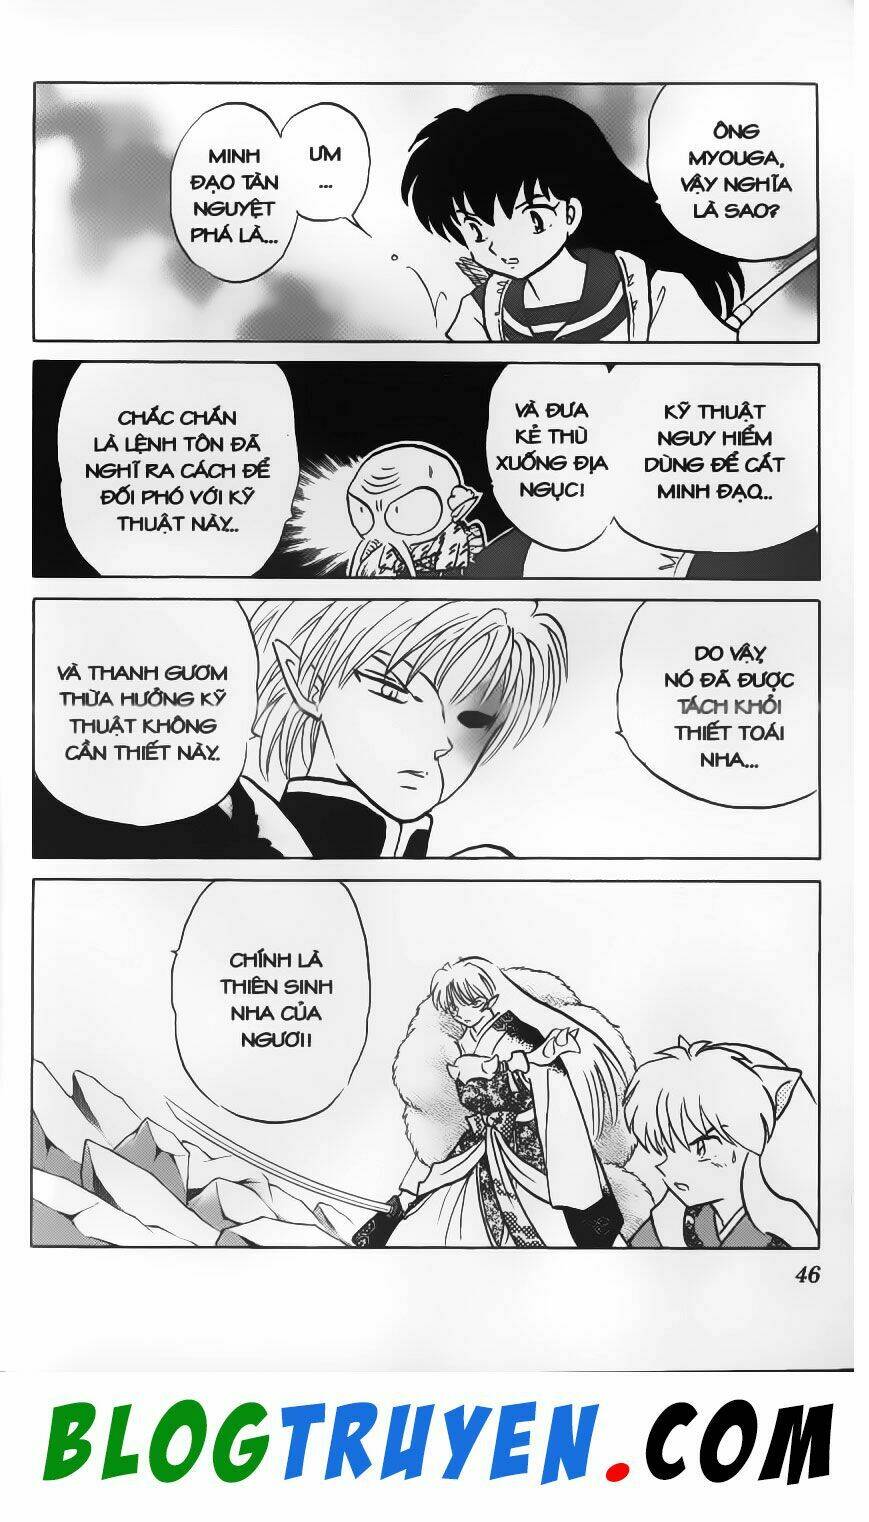 ÔNG
MYOUGA,
VẬY NGHĨA
LÀ SAO?
ƯM
...
MINH
ĐẠO TÀN
NGUYỆT
PHÁ LÀ...
KỸ THUẬT
NGUY HIỂM
DÙNG ĐỂ CẮT
MINH ĐẠO...
VÀ ĐƯA
KẺ THÙ
XUỐNG ĐỊA
NGỤC!
CHẮC CHẮN
LÀ LỆNH TÔN ĐÃ
NGHĨ RA CÁCH ĐỂ
ĐỐI PHÓ VỚI KỸ
THUẬT NÀY...
DO VẬY,
NÓ ĐÃ ĐƯỢC
TÁCH KHỎI
THIẾT TOÁI
NHA...
VÀ THANH GƯƠM
THỪA HƯỞNG KỸ
THUẬT KHÔNG
CẦN THIẾT NÀY...
CHÍNH LÀ
THIÊN SINH
NHA CỦA
NGƯƠI!
46
BLOGTRUYEN.COM